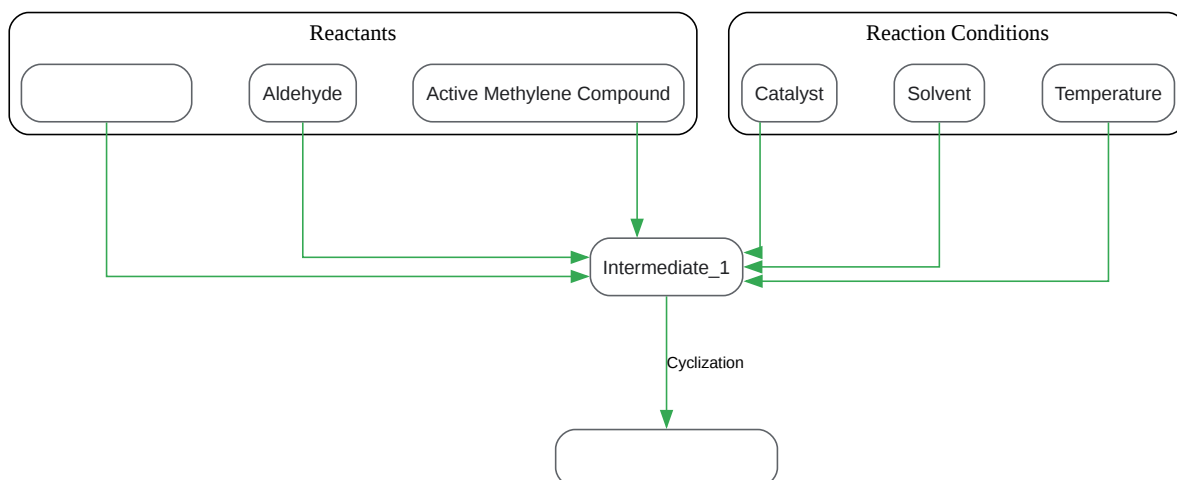 Reactants
Reaction Conditions
Aldehyde
Active Methylene Compound
Catalyst
Solvent
Temperature
Intermediate_1
Cyclization